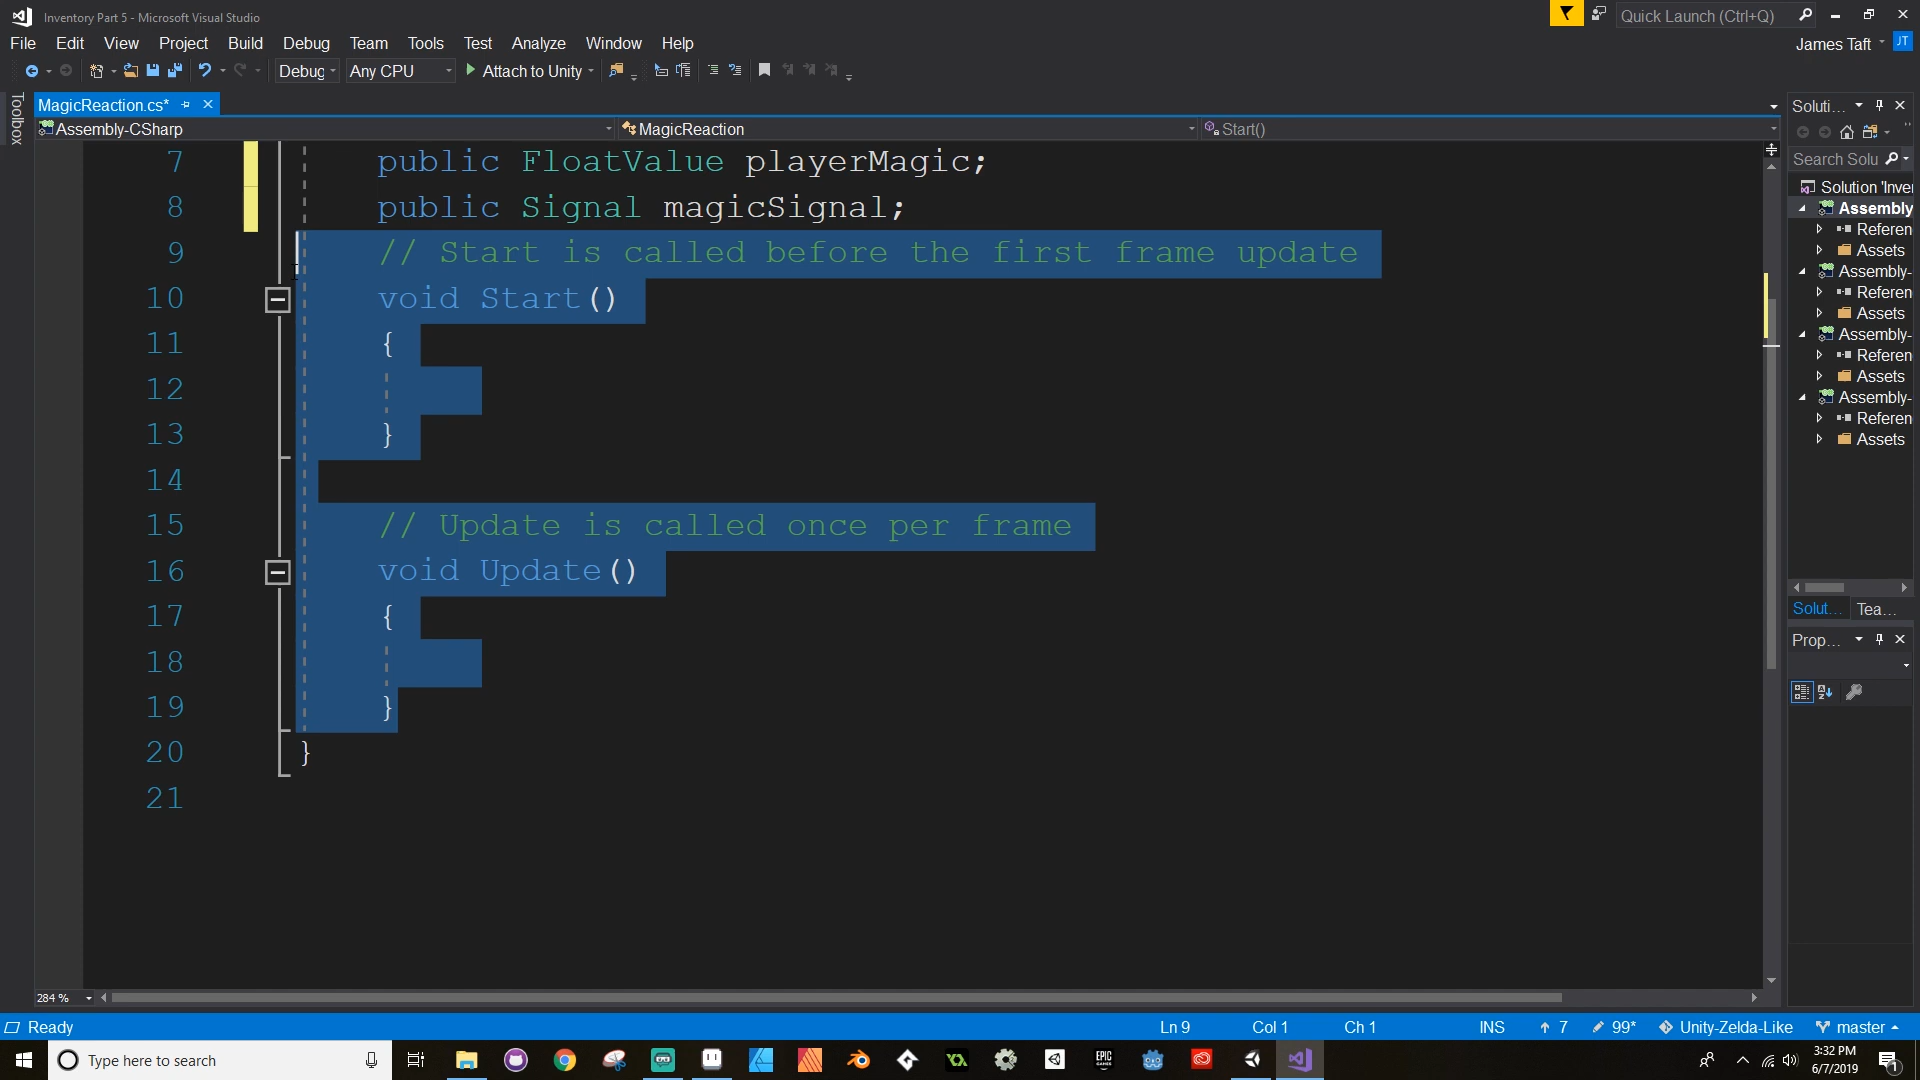 Inventory Part 5 - Microsoft Visual Studio
Quick Launch (Ctrl+Q)
File Edit View Project Build Debug Team Tools Test Analyze Window Help
James Taft JT
Debug Any CPU Attach to Unity
Toolbox
MagicReaction.cs*
Assembly-CSharp MagicReaction Start()
7 public FloatValue playerMagic;
8 public Signal magicSignal;
9 // Start is called before the first frame update
10 void Start()
11 {
12
13 }
14
15 // Update is called once per frame
16 void Update()
17 {
18
19 }
20 }
21
Soluti...
Search Solu
Solution 'Inve
Assembly
Referen
Assets
Assembly-
Referen
Assets
Assembly-
Referen
Assets
Assembly-
Referen
Assets
Solut... Tea...
Prop...
284 %
Ready Ln 9 Col 1 Ch 1 INS 7 99* Unity-Zelda-Like master
Type here to search
EPIC GAMES
3:32 PM
6/7/2019
1